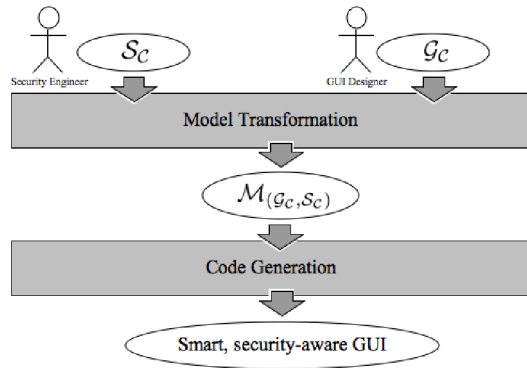 S_C
G_C
Security Engineer
GUI Designer
Model Transformation
M_(G_C,S_C)
Code Generation
Smart, security-aware GUI